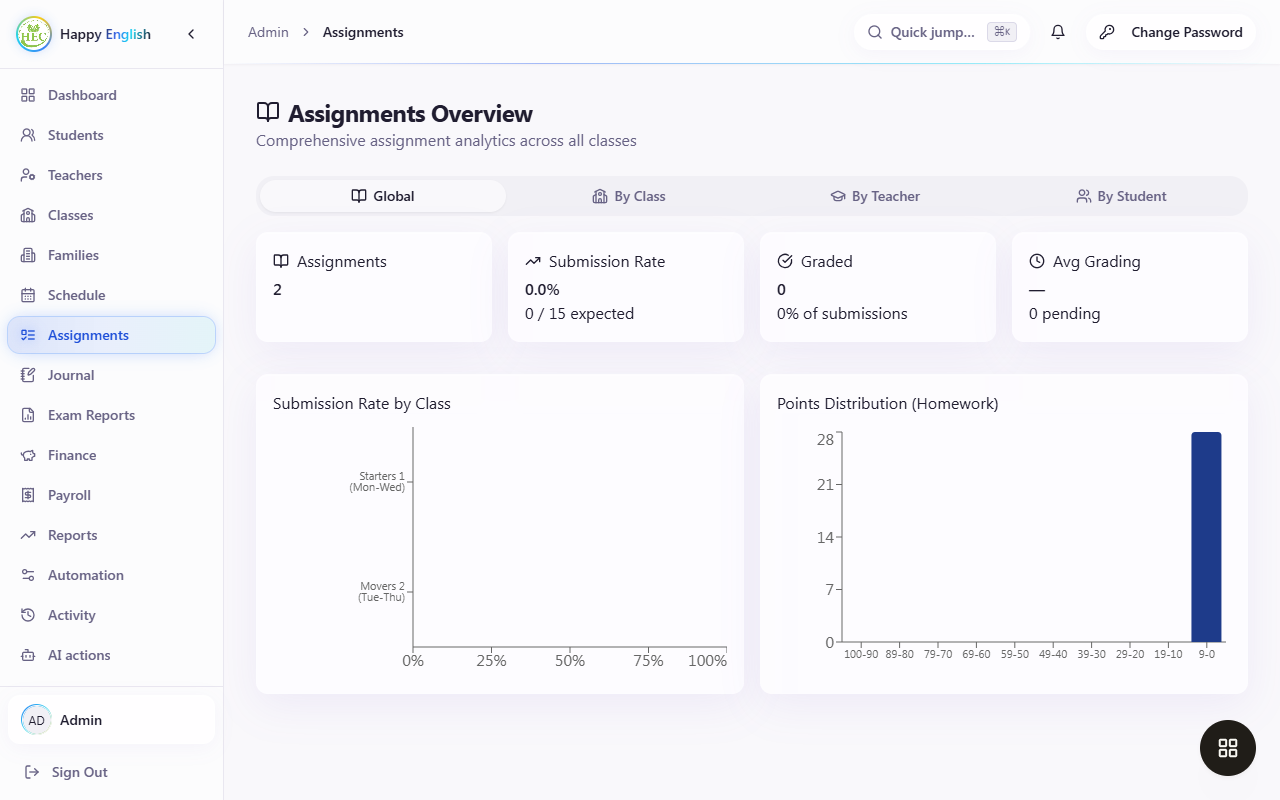 HEC
Happy English
Admin
Assignments
Quick jump...
⌘K
Change Password
Dashboard
Students
Teachers
Classes
Families
Schedule
Assignments
Journal
Exam Reports
Finance
Payroll
Reports
Automation
Activity
AI actions
AD
Admin
Sign Out
Assignments Overview
Comprehensive assignment analytics across all classes
Global
By Class
By Teacher
By Student
Assignments
2
Submission Rate
0.0%
0 / 15 expected
Graded
0
0% of submissions
Avg Grading
—
0 pending
Submission Rate by Class
Starters 1
(Mon-Wed)
Movers 2
(Tue-Thu)
0% 25% 50% 75% 100%
Points Distribution (Homework)
28
21
14
7
0
100-90 89-80 79-70 69-60 59-50 49-40 39-30 29-20 19-10 9-0